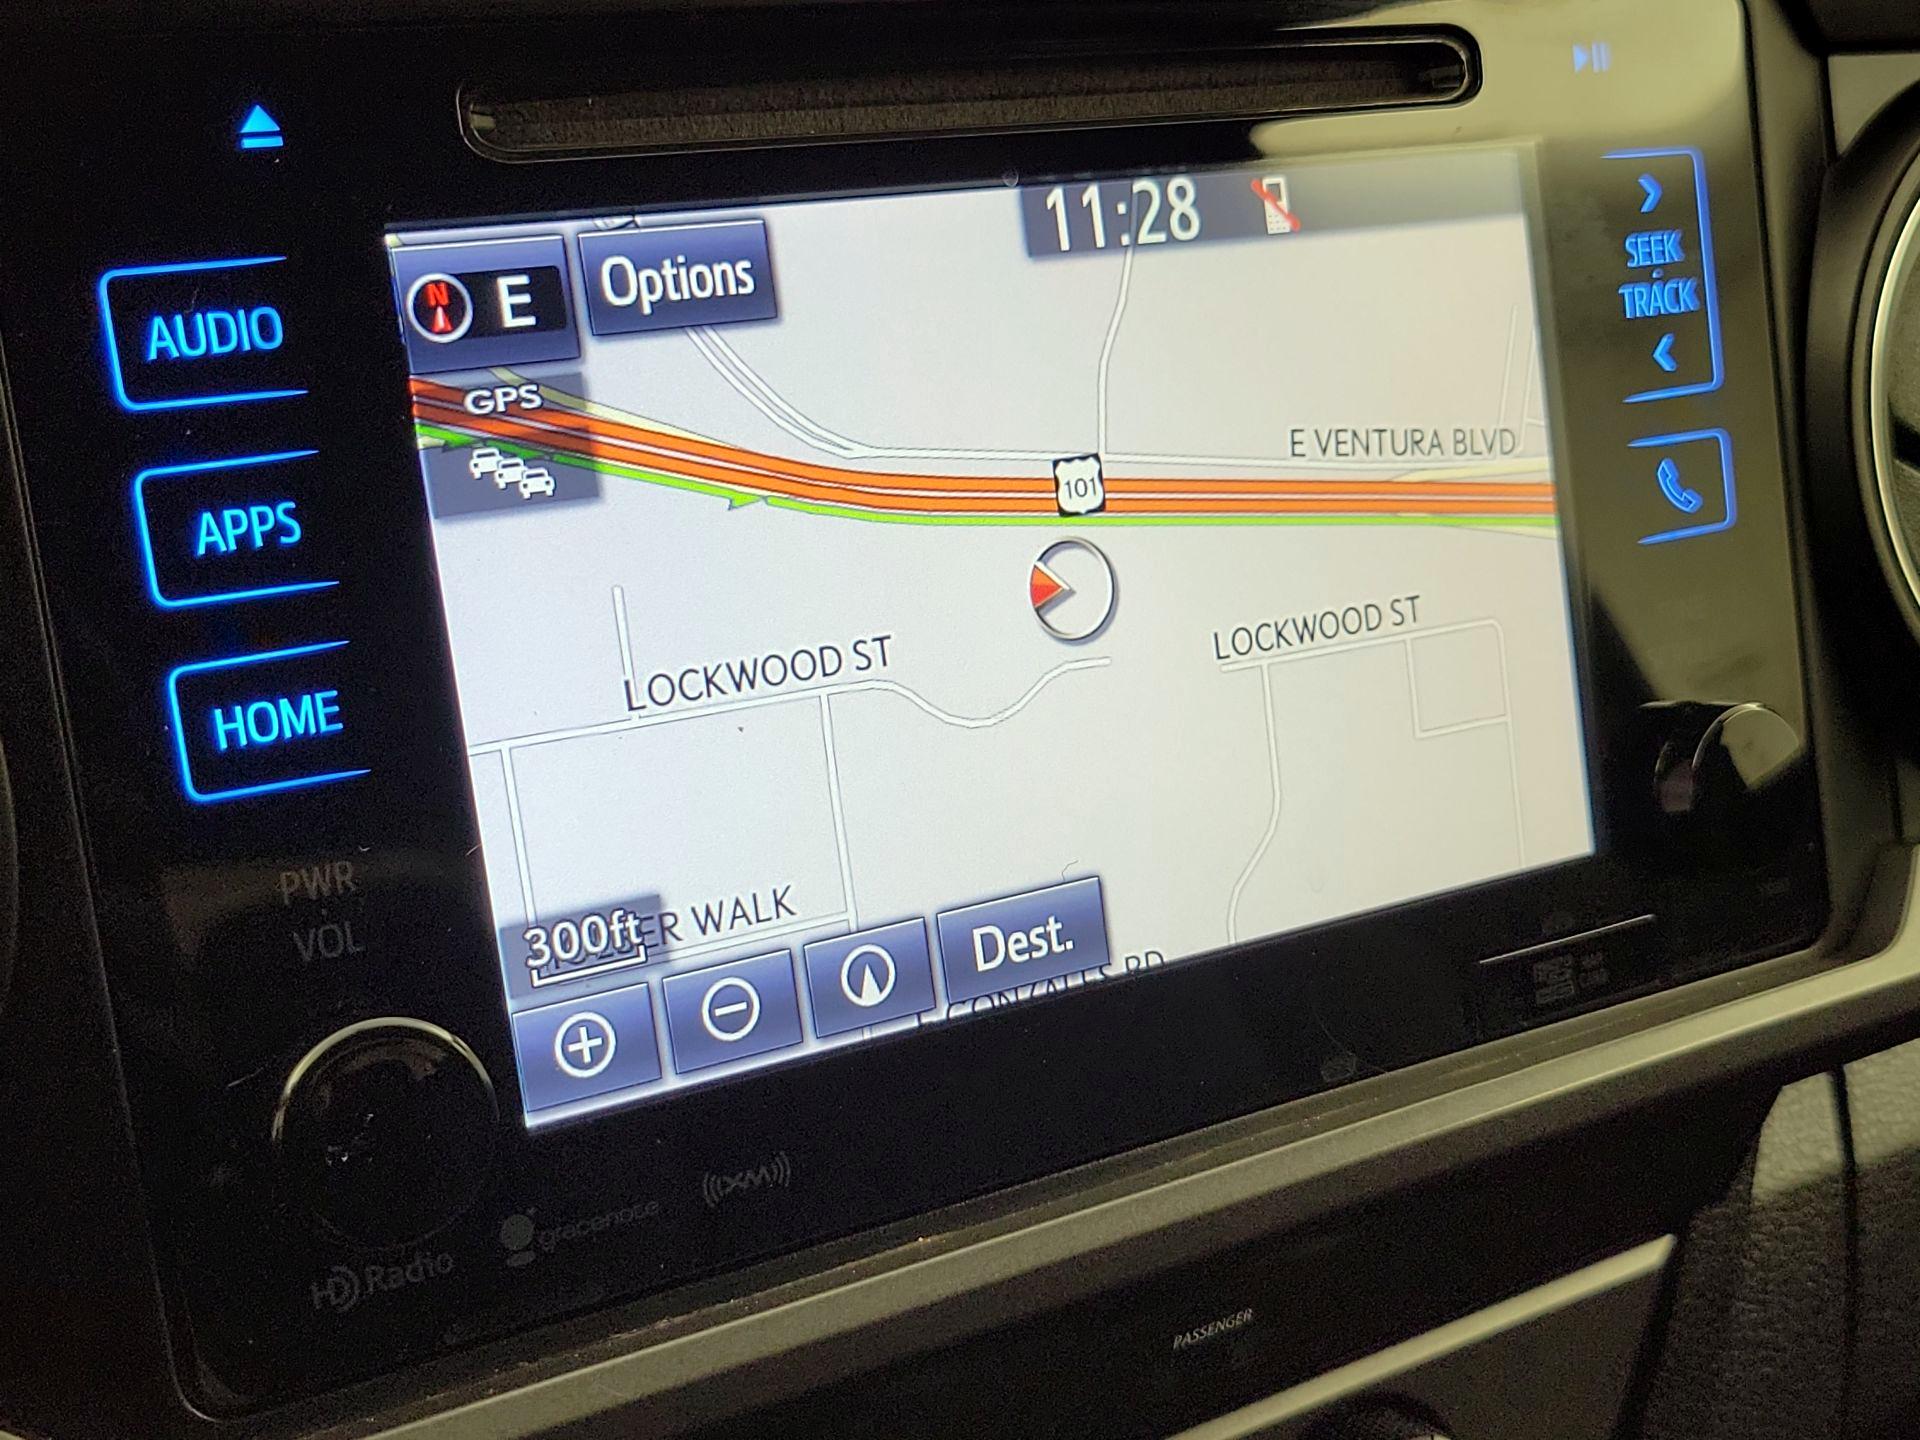 11:28
Options
N E
SEEK
TRACK
AUDIO
GPS
E VENTURA BLVD
101
APPS
LOCKWOOD ST
LOCKWOOD ST
HOME
PWR
VOL
300ft
WALK
Dest.
HD Radio
gracenote
((XM))
PASSENGER